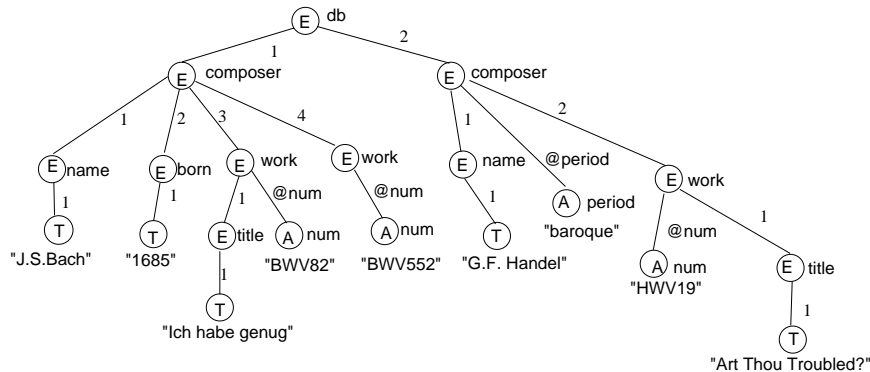 E db
1 2
E composer E composer
1 2 3 4 1 @period 2
E name E born E work E work E name A period E work
"baroque"
1 1 1 @num @num 1 @num 1
T T E title A num A num T A num E title
"J.S.Bach" "1685" "BWV82" "BWV552" "G.F. Handel" "HWV19"
1 1
T T
"Ich habe genug" "Art Thou Troubled?"